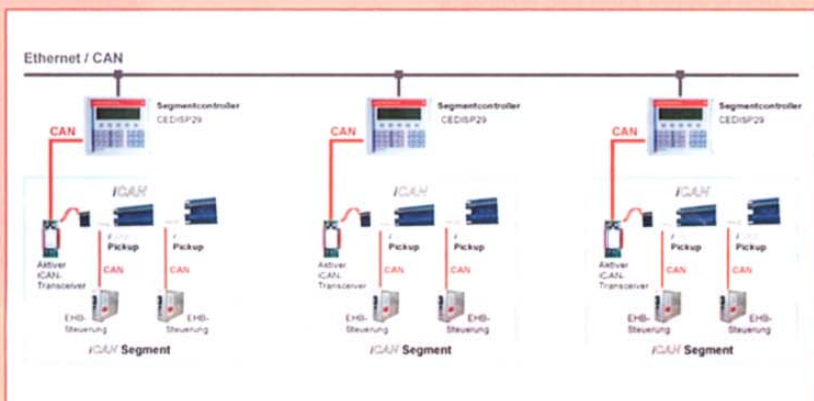 Ethernet / CAN
Segmentcontroller
CEDISP29
CAN
iCAN
Pickup
Pickup
Aktiver
iCAN-
Transceiver
CAN
CAN
EHB-
Steuerung
EHB-
Steuerung
iCAN Segment
Segmentcontroller
CEDISP29
CAN
iCAN
Pickup
Pickup
Aktiver
iCAN-
Transceiver
CAN
CAN
EHB-
Steuerung
EHB-
Steuerung
iCAN Segment
Segmentcontroller
CEDISP29
CAN
iCAN
Pickup
Pickup
Aktiver
iCAN-
Transceiver
CAN
CAN
EHB-
Steuerung
EHB-
Steuerung
iCAN Segment